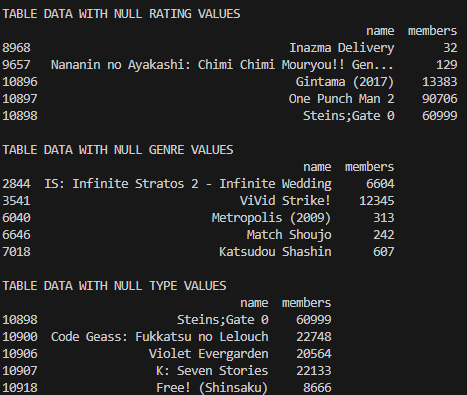 TABLE DATA WITH NULL RATING VALUES
name members
8968 Inazma Delivery 32
9657 Nananin no Ayakashi: Chimi Chimi Mouryou!! Gen... 129
10896 Gintama (2017) 13383
10897 One Punch Man 2 90706
10898 Steins;Gate 0 60999
TABLE DATA WITH NULL GENRE VALUES
name members
2844 IS: Infinite Stratos 2 - Infinite Wedding 6604
3541 ViVid Strike! 12345
6040 Metropolis (2009) 313
6646 Match Shoujo 242
7018 Katsudou Shashin 607
TABLE DATA WITH NULL TYPE VALUES
name members
10898 Steins;Gate 0 60999
10900 Code Geass: Fukkatsu no Lelouch 22748
10906 Violet Evergarden 20564
10907 K: Seven Stories 22133
10918 Free! (Shinsaku) 8666